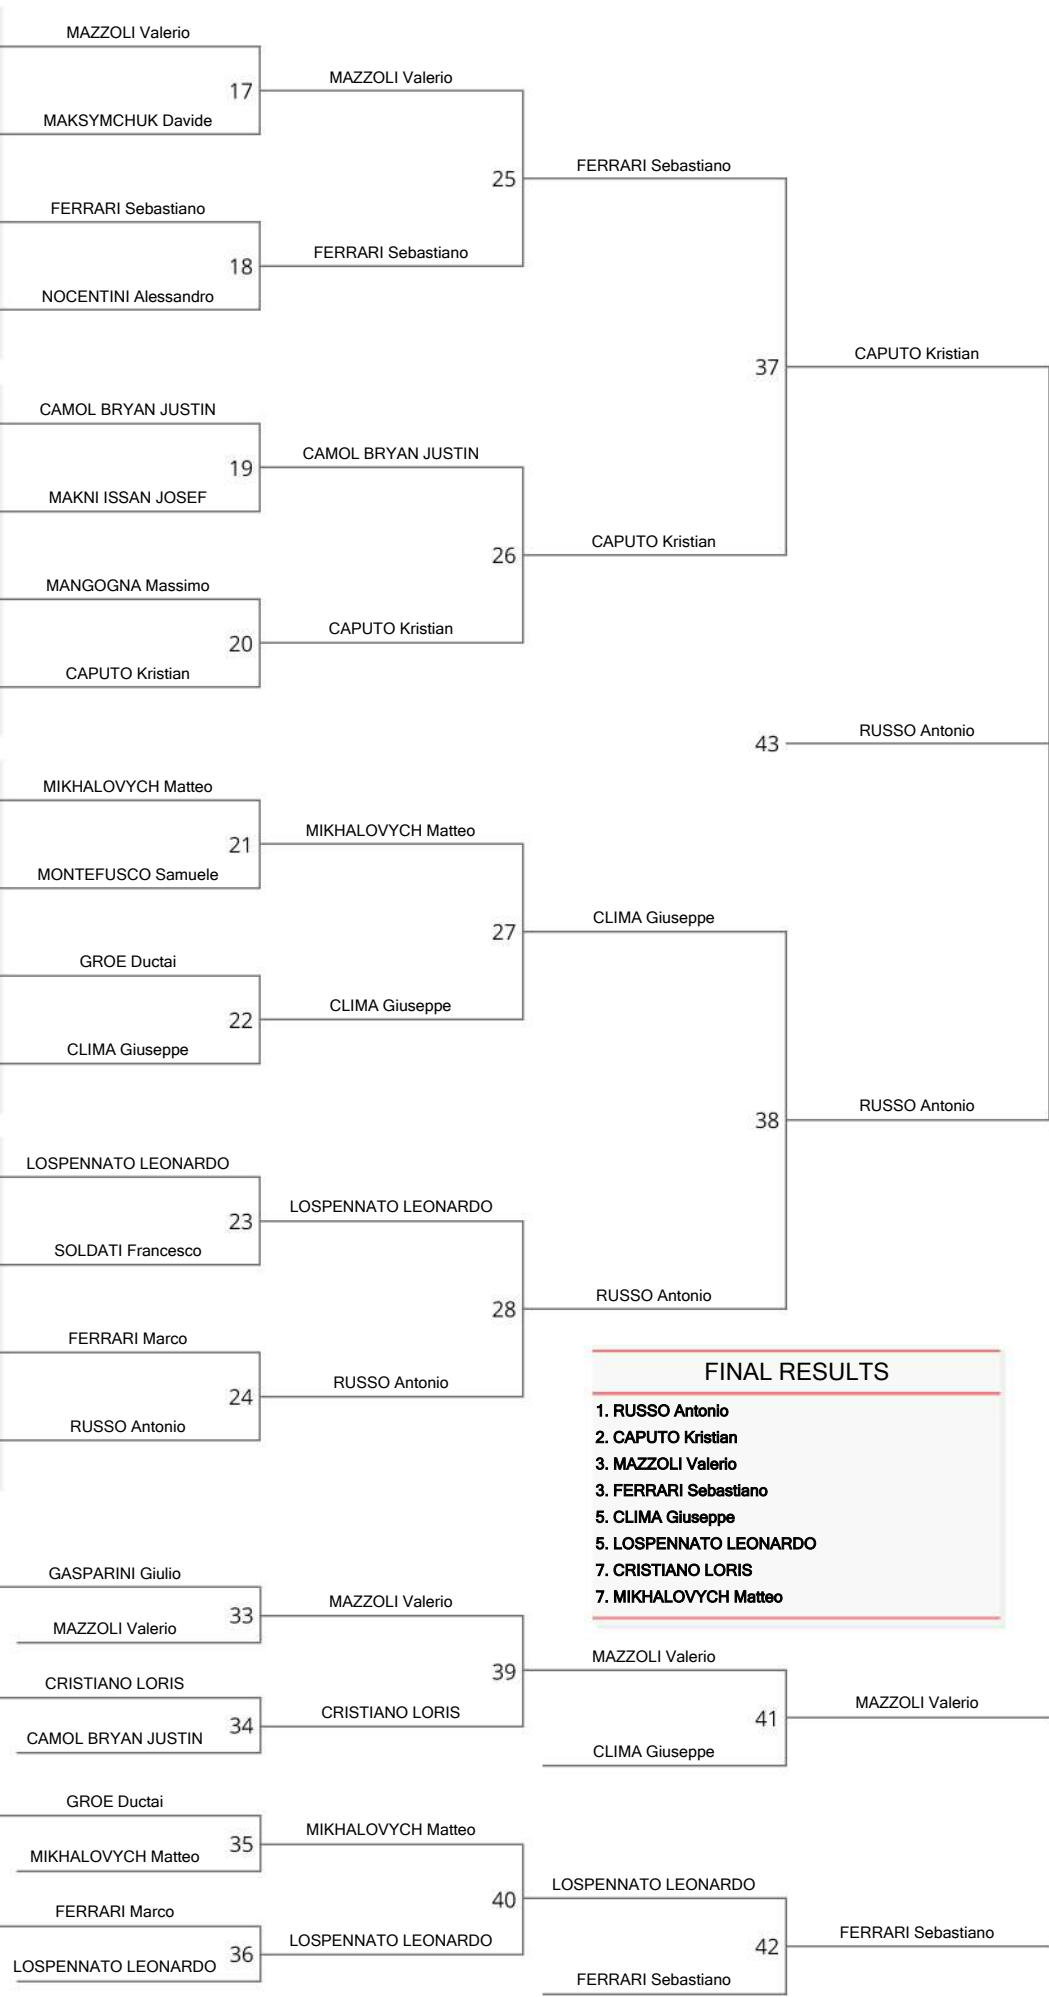 MAZZOLI Valerio
MAZZOLI Valerio
17
MAKSYMCHUK Davide
FERRARI Sebastiano
25
FERRARI Sebastiano
FERRARI Sebastiano
18
NOCENTINI Alessandro
CAPUTO Kristian
37
CAMOL BRYAN JUSTIN
CAMOL BRYAN JUSTIN
19
MAKNI ISSAN JOSEF
CAPUTO Kristian
26
MANGOGNA Massimo
CAPUTO Kristian
20
CAPUTO Kristian
RUSSO Antonio
43
MIKHALOVYCH Matteo
MIKHALOVYCH Matteo
21
MONTEFUSCO Samuele
CLIMA Giuseppe
27
GROE Ductai
CLIMA Giuseppe
22
CLIMA Giuseppe
RUSSO Antonio
38
LOSPENNATO LEONARDO
LOSPENNATO LEONARDO
23
SOLDATI Francesco
RUSSO Antonio
28
FERRARI Marco
RUSSO Antonio
24
RUSSO Antonio
FINAL RESULTS
1. RUSSO Antonio
2. CAPUTO Kristian
3. MAZZOLI Valerio
3. FERRARI Sebastiano
5. CLIMA Giuseppe
5. LOSPENNATO LEONARDO
7. CRISTIANO LORIS
7. MIKHALOVYCH Matteo
GASPARINI Giulio
MAZZOLI Valerio
33
MAZZOLI Valerio
MAZZOLI Valerio
39
CRISTIANO LORIS
CRISTIANO LORIS
34
CAMOL BRYAN JUSTIN
MAZZOLI Valerio
41
CLIMA Giuseppe
GROE Ductai
MIKHALOVYCH Matteo
35
MIKHALOVYCH Matteo
LOSPENNATO LEONARDO
40
FERRARI Marco
LOSPENNATO LEONARDO
36
LOSPENNATO LEONARDO
FERRARI Sebastiano
42
FERRARI Sebastiano